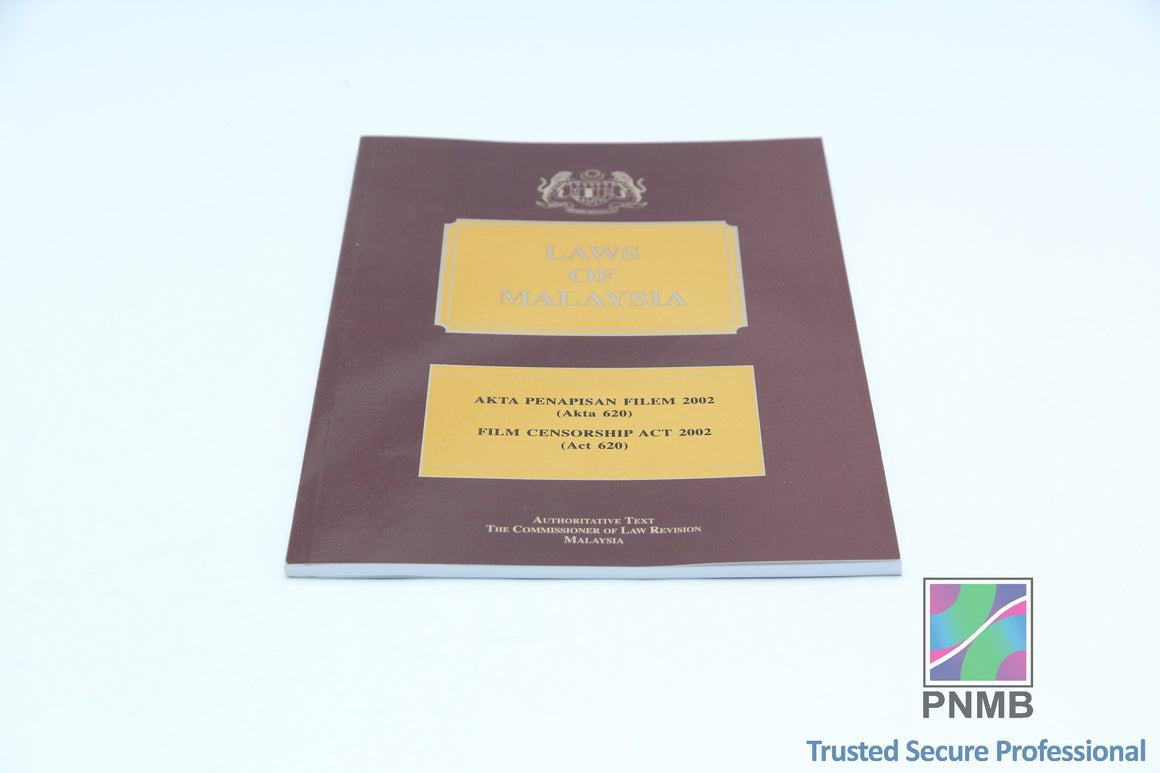 LAWS
OF
MALAYSIA
AKTA PENAPISAN FILEM 2002
(Akta 620)
FILM CENSORSHIP ACT 2002
(Act 620)
AUTHORITATIVE TEXT
THE COMMISSIONER OF LAW REVISION
MALAYSIA
PNMB
Trusted Secure Professional